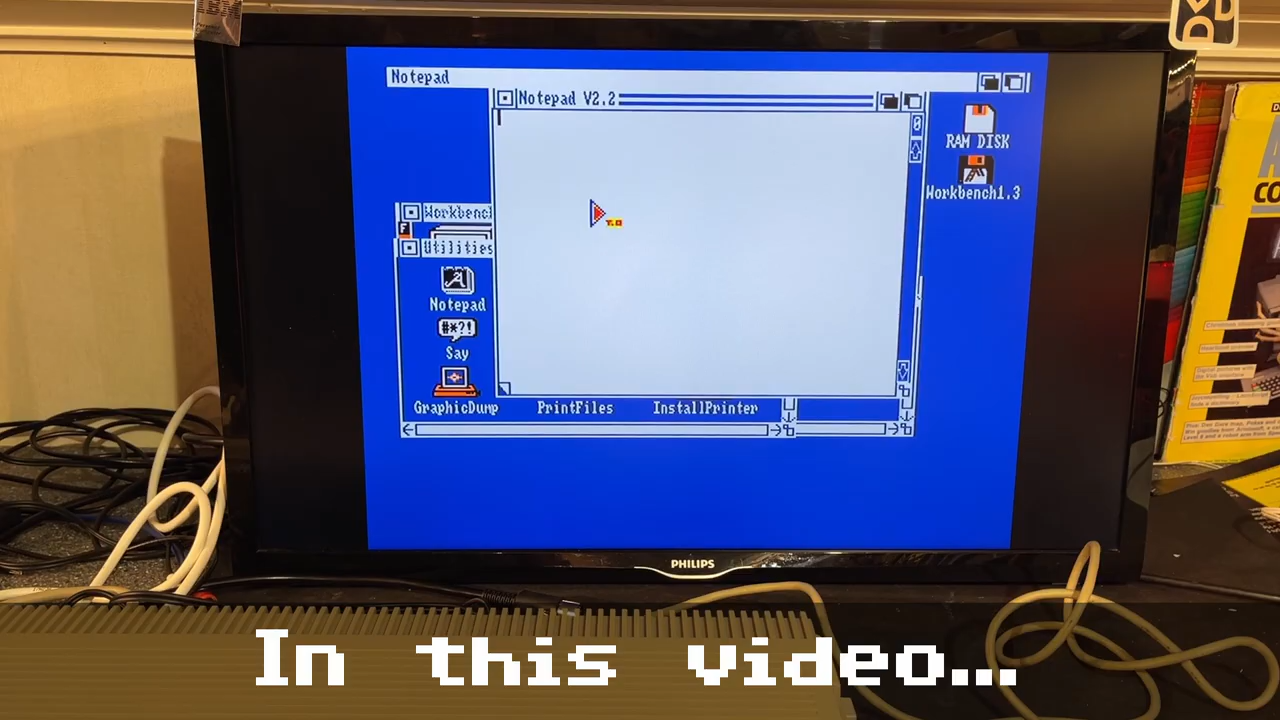 IBM
Notepad
Notepad V2.2
RAM DISK
Workbench1.3
Workbench
Utilities
Notepad
#*?!
Say
GraphicDump
PrintFiles
InstallPrinter
PHILIPS
In this video...